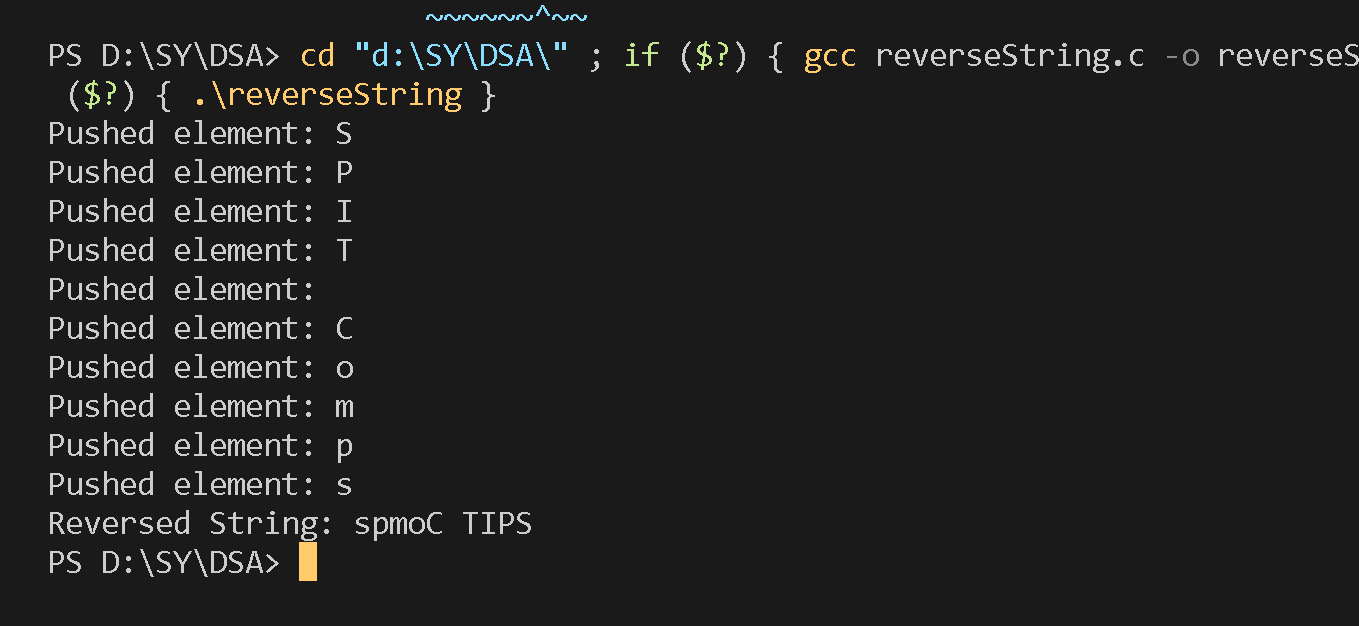 ~~~~~~^~~
PS D:\SY\DSA> cd "d:\SY\DSA\" ; if ($?) { gcc reverseString.c -o reverseS
($?) { .\reverseString }
Pushed element: S
Pushed element: P
Pushed element: I
Pushed element: T
Pushed element:
Pushed element: C
Pushed element: o
Pushed element: m
Pushed element: p
Pushed element: s
Reversed String: spmoC TIPS
PS D:\SY\DSA>